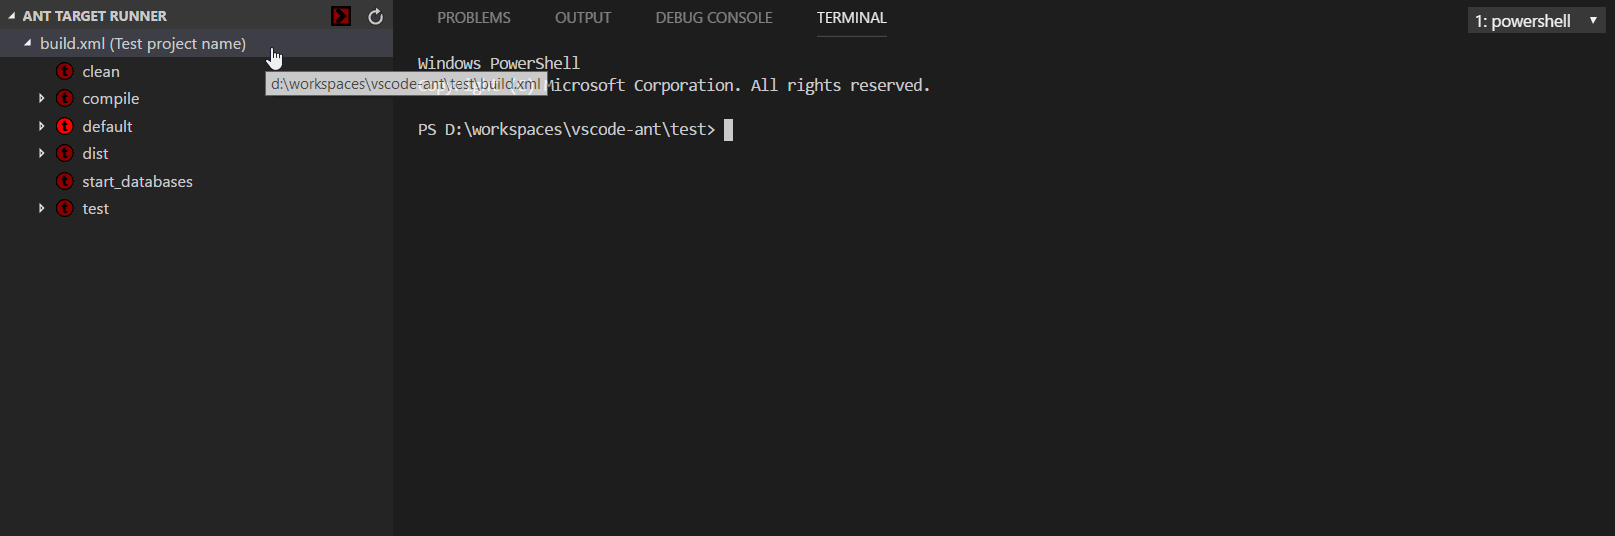 ANT TARGET RUNNER
build.xml (Test project name)
clean
compile
default
dist
start_databases
test
d:\workspaces\vscode-ant\test\build.xml
PROBLEMS OUTPUT DEBUG CONSOLE TERMINAL
1: powershell
Windows PowerShell
Microsoft Corporation. All rights reserved.
PS D:\workspaces\vscode-ant\test>